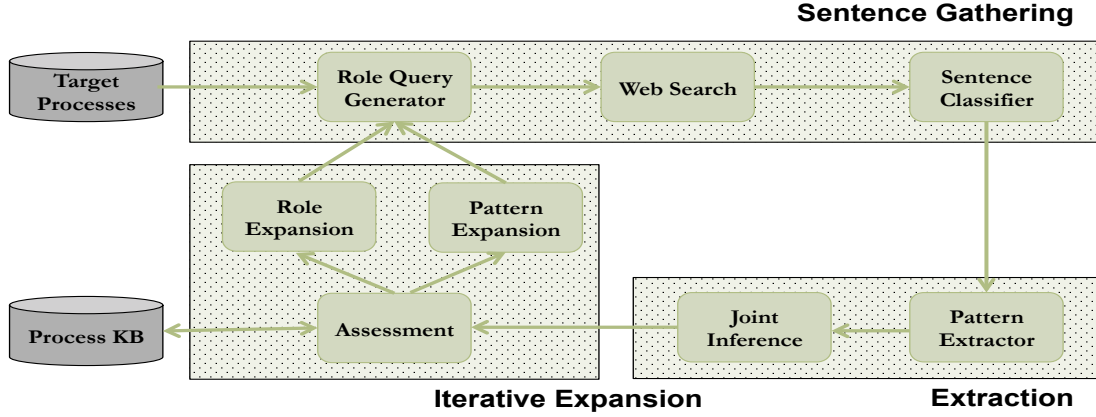 Sentence Gathering
Target
Processes
Role Query
Generator
Web Search
Sentence
Classifier
Role
Expansion
Pattern
Expansion
Process KB
Assessment
Joint
Inference
Pattern
Extractor
Iterative Expansion
Extraction